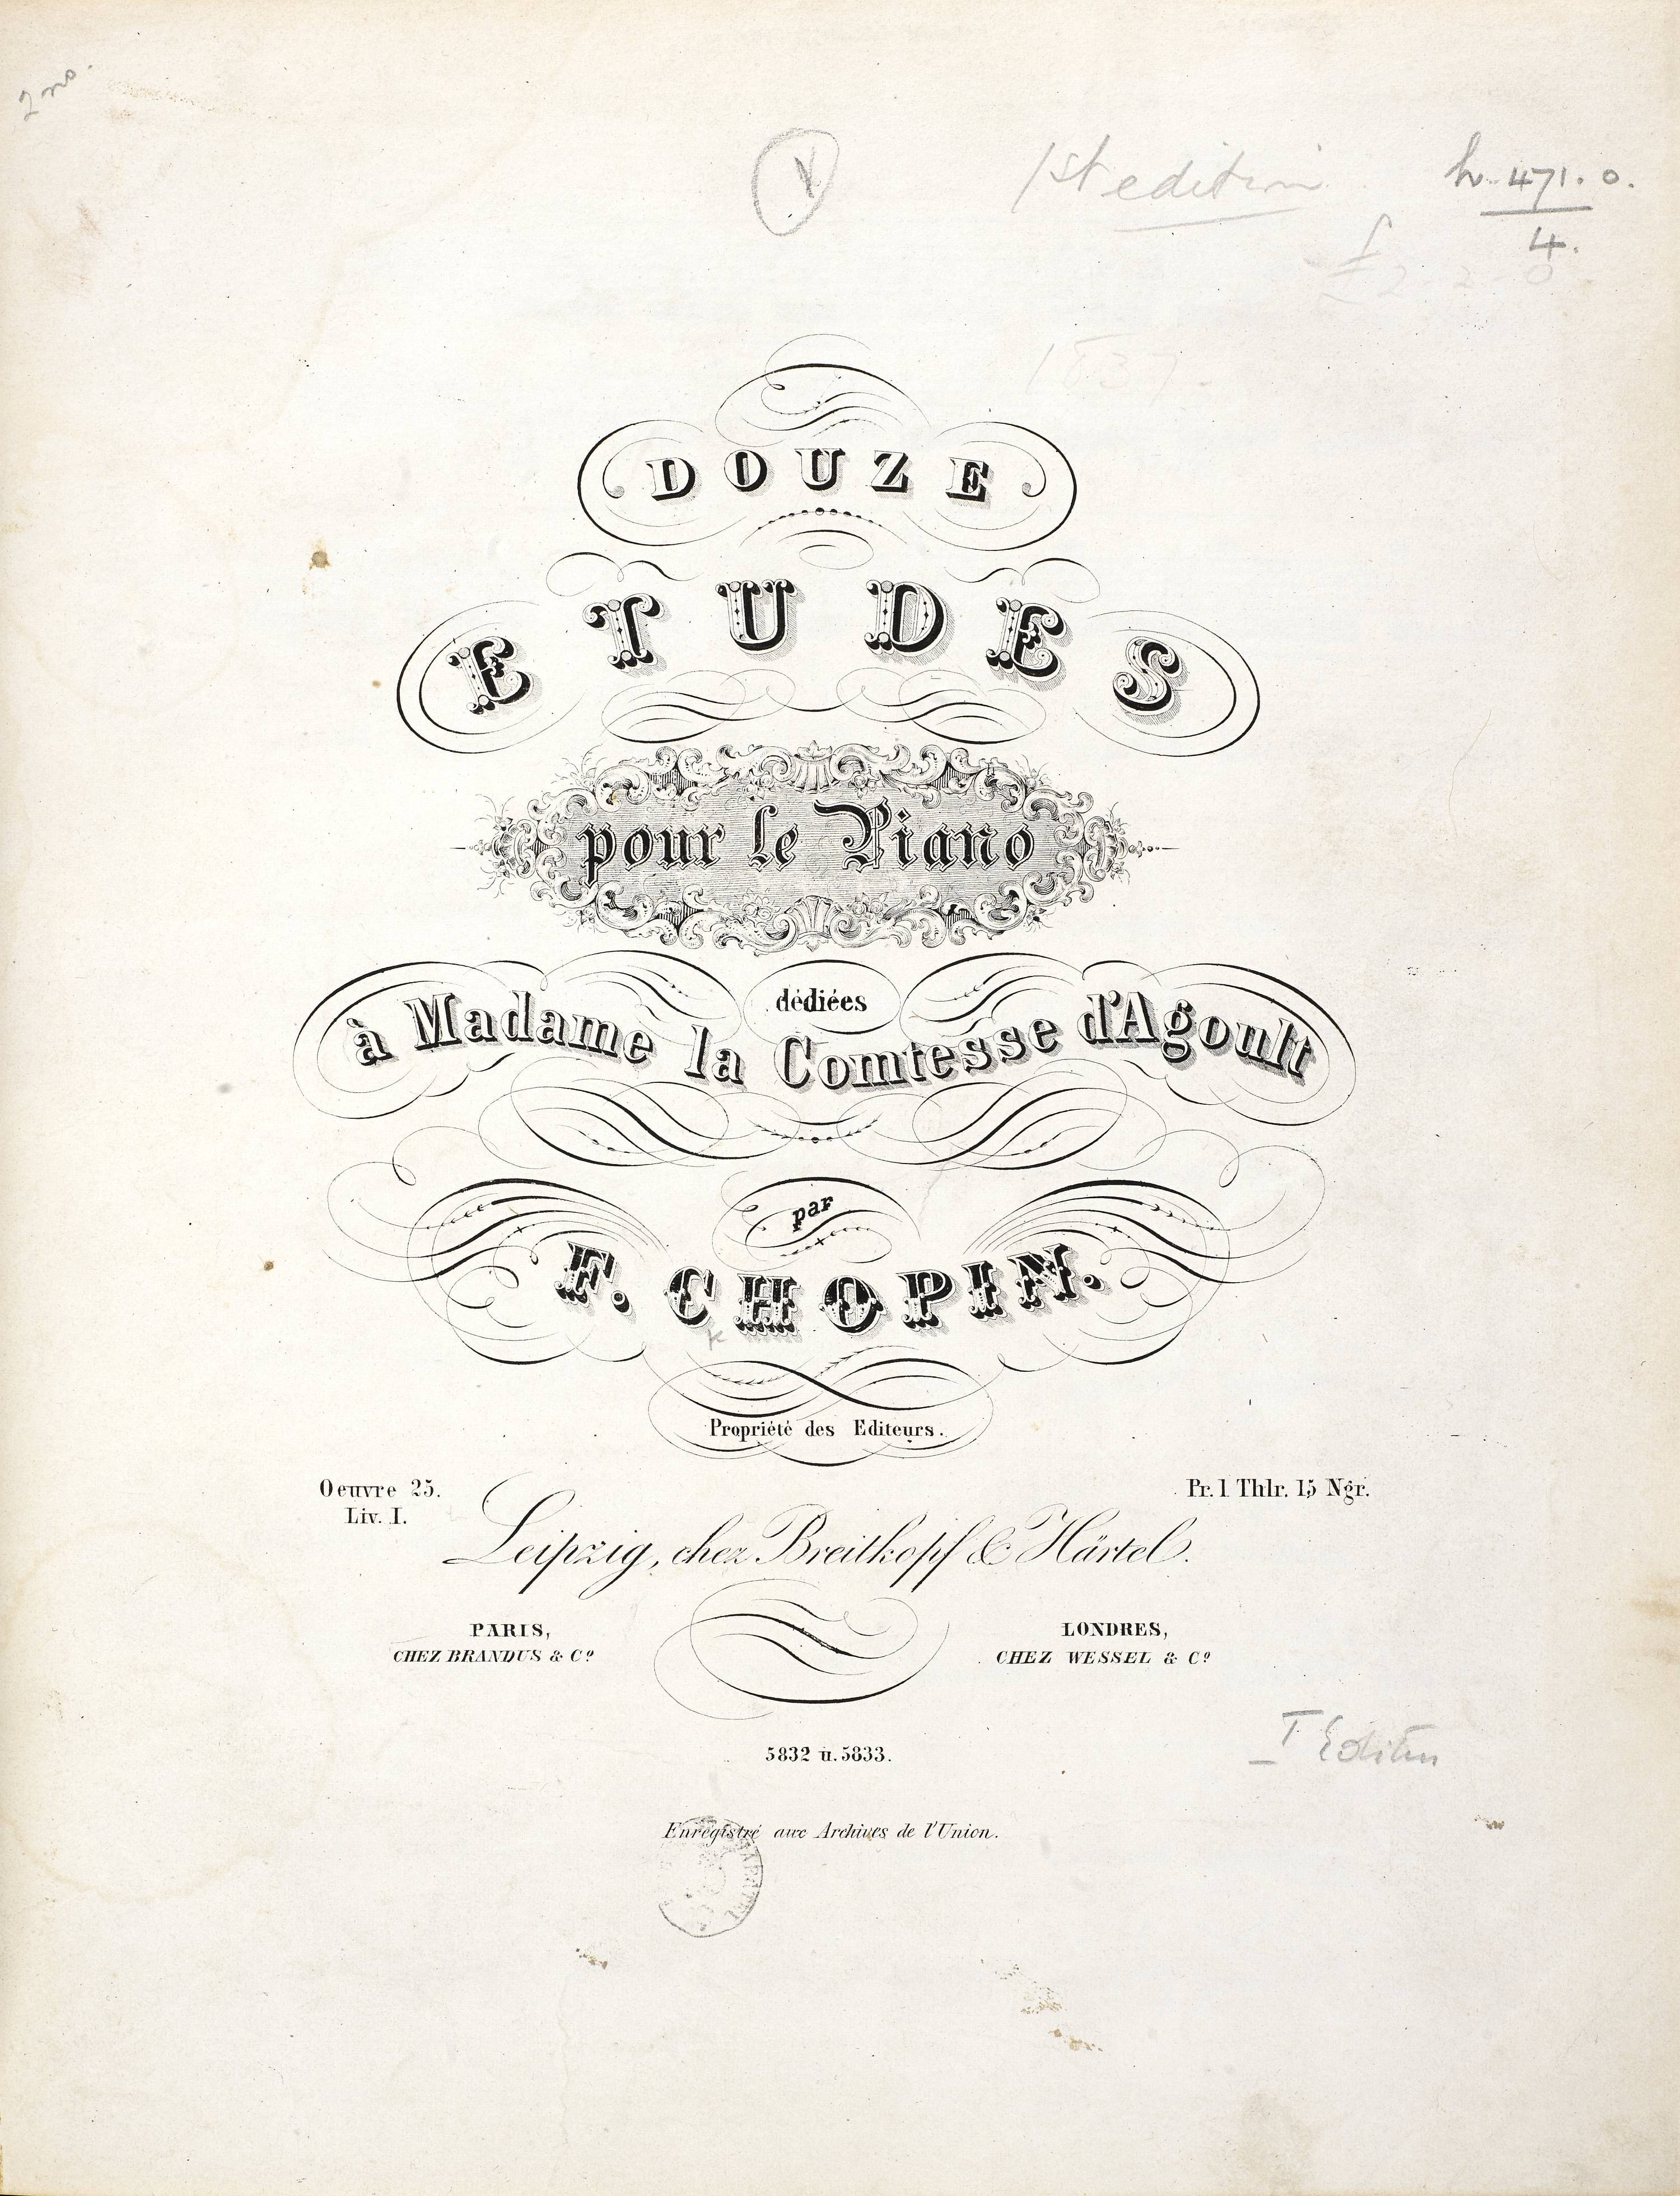 2 no.
1st edition
h. 471. o.
4.
£ 2-2-0
1837.
DOUZE
ETUDES
pour le Piano
dédiées
à Madame la Comtesse d'Agoult
par
F. CHOPIN.
Propriété des Editeurs.
Oeuvre 25.
Liv. I.
Pr. 1 Thlr. 15 Ngr.
Leipzig, chez Breitkopf & Härtel.
PARIS,
CHEZ BRANDUS & Cº
LONDRES,
CHEZ WESSEL & Cº
5832 u. 5833.
I Edition
Enregistré aux Archives de l'Union.